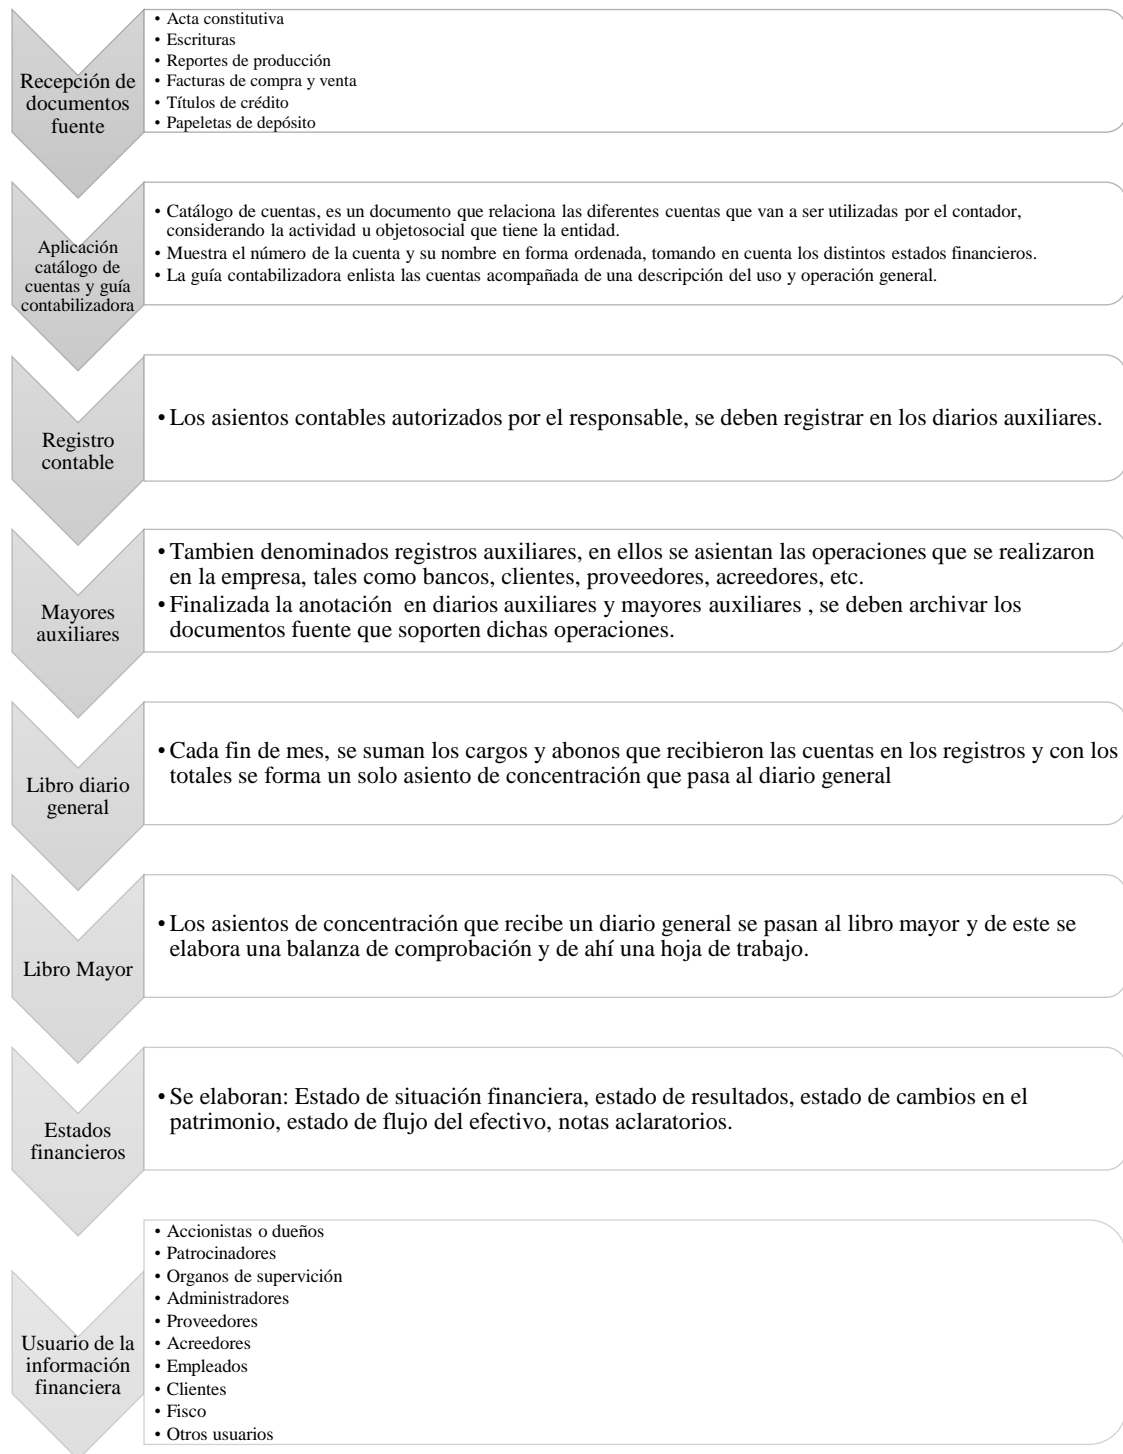 Recepción de
documentos
fuente
• Acta constitutiva
• Escrituras
• Reportes de producción
• Facturas de compra y venta
• Títulos de crédito
• Papeletas de depósito
Aplicación
catálogo de
cuentas y guía
contabilizadora
• Catálogo de cuentas, es un documento que relaciona las diferentes cuentas que van a ser utilizadas por el contador,
considerando la actividad u objetosocial que tiene la entidad.
• Muestra el número de la cuenta y su nombre en forma ordenada, tomando en cuenta los distintos estados financieros.
• La guía contabilizadora enlista las cuentas acompañada de una descripción del uso y operación general.
Registro
contable
• Los asientos contables autorizados por el responsable, se deben registrar en los diarios auxiliares.
Mayores
auxiliares
• Tambien denominados registros auxiliares, en ellos se asientan las operaciones que se realizaron
en la empresa, tales como bancos, clientes, proveedores, acreedores, etc.
• Finalizada la anotación en diarios auxiliares y mayores auxiliares , se deben archivar los
documentos fuente que soporten dichas operaciones.
Libro diario
general
• Cada fin de mes, se suman los cargos y abonos que recibieron las cuentas en los registros y con los
totales se forma un solo asiento de concentración que pasa al diario general
Libro Mayor
• Los asientos de concentración que recibe un diario general se pasan al libro mayor y de este se
elabora una balanza de comprobación y de ahí una hoja de trabajo.
Estados
financieros
• Se elaboran: Estado de situación financiera, estado de resultados, estado de cambios en el
patrimonio, estado de flujo del efectivo, notas aclaratorios.
Usuario de la
información
financiera
• Accionistas o dueños
• Patrocinadores
• Organos de supervición
• Administradores
• Proveedores
• Acreedores
• Empleados
• Clientes
• Fisco
• Otros usuarios